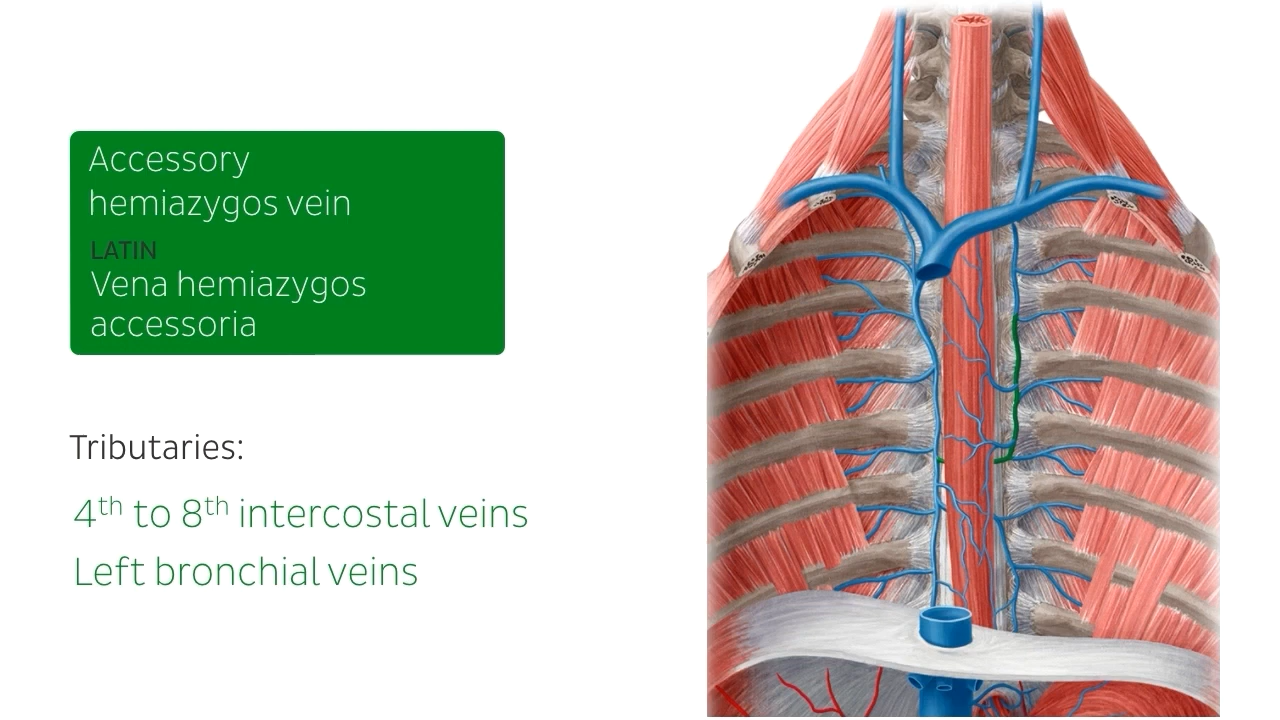 Accessory
hemiazygos vein
LATIN
Vena hemiazygos
accessoria
Tributaries:
4th to 8th intercostal veins
Left bronchial veins